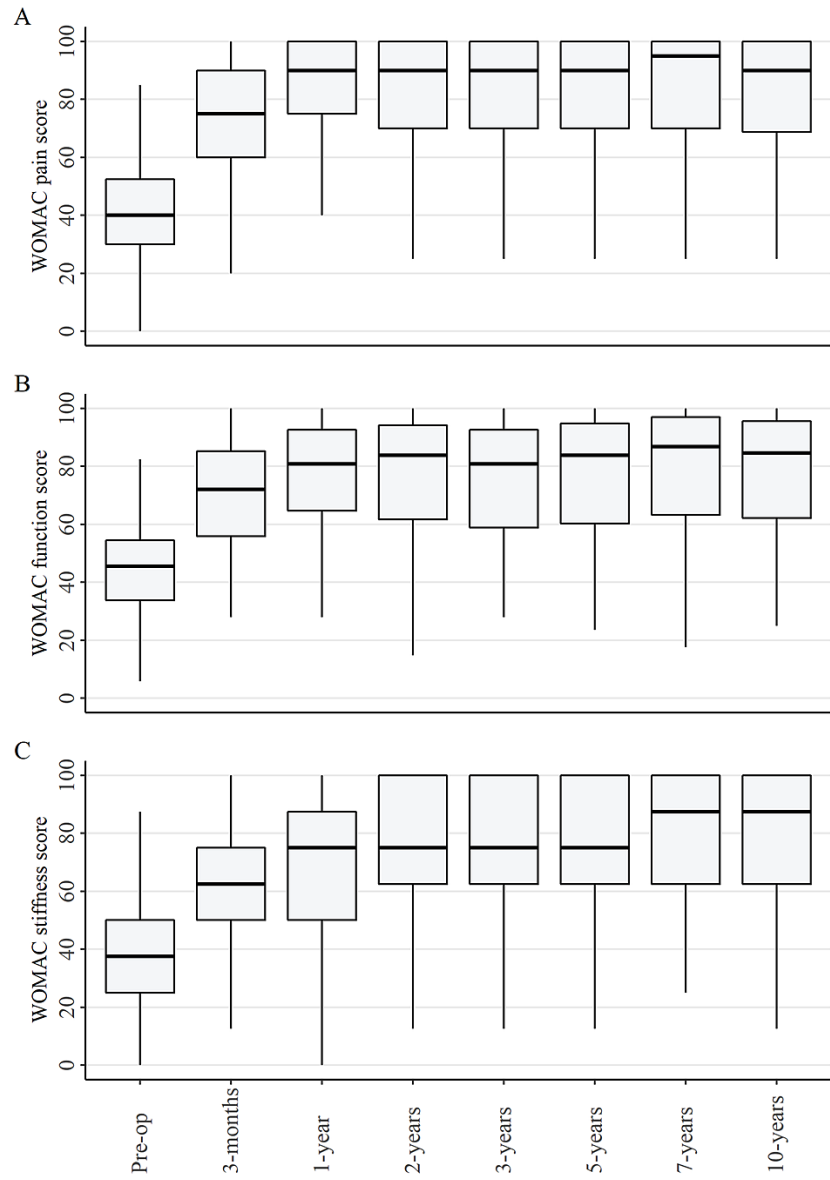 A
WOMAC pain score
100
80
60
40
20
0
B
WOMAC function score
100
80
60
40
20
0
C
WOMAC stiffness score
100
80
60
40
20
0
Pre-op
3-months
1-year
2-years
3-years
5-years
7-years
10-years